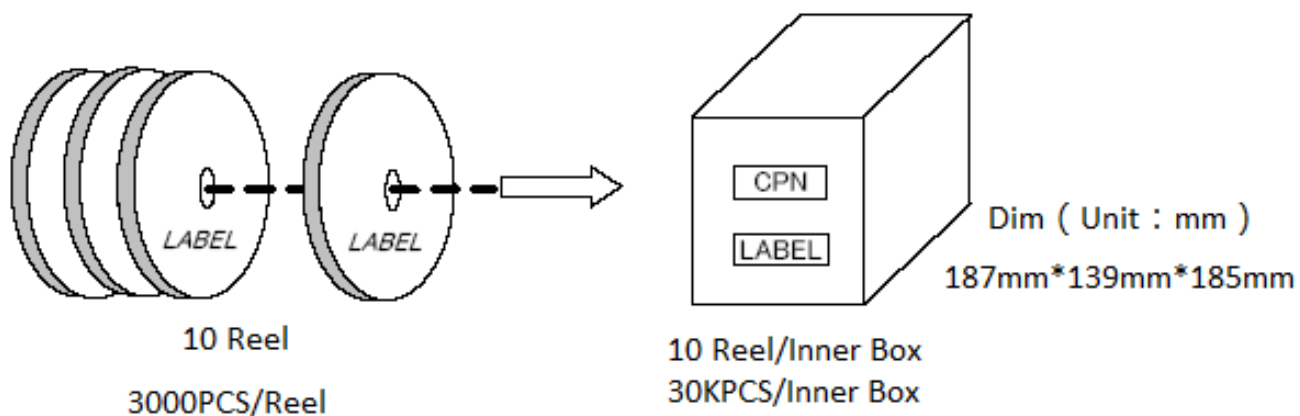 LABEL
LABEL
10 Reel
3000PCS/Reel
CPN
LABEL
Dim ( Unit : mm )
187mm*139mm*185mm
10 Reel/Inner Box
30KPCS/Inner Box